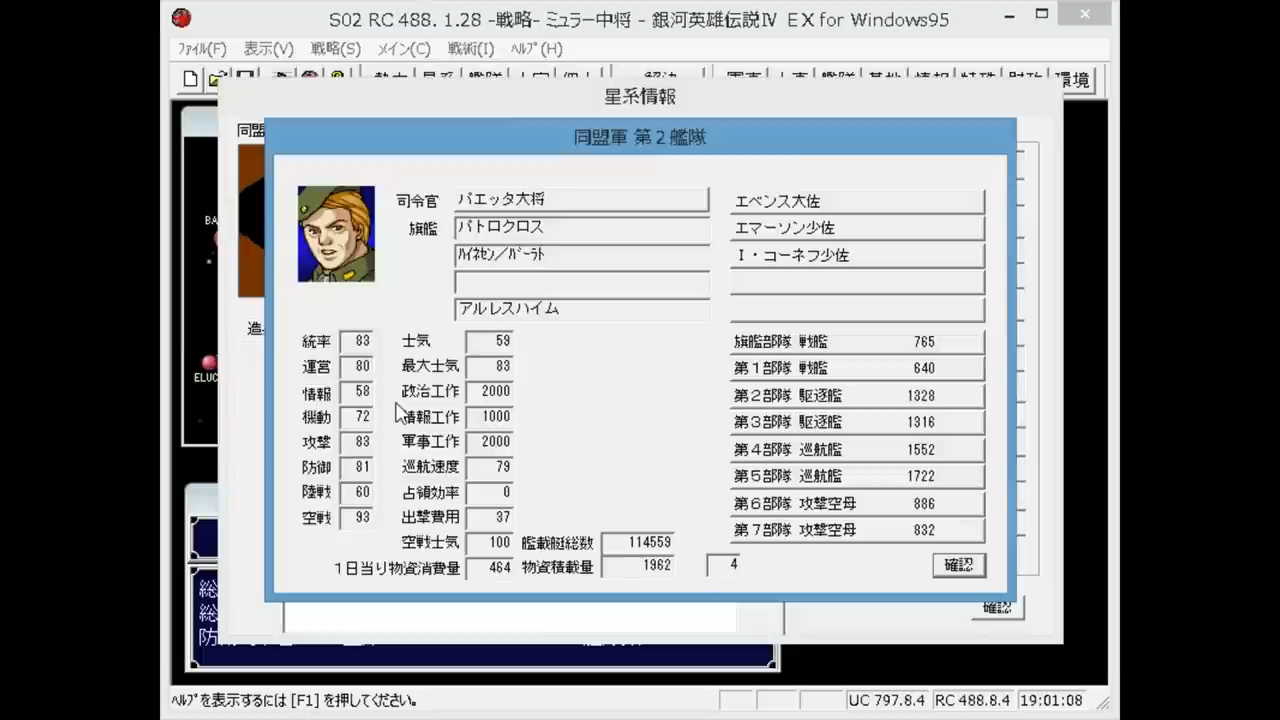 S02 RC 488. 1.28 -戦略- ミュラー中将 - 銀河英雄伝説Ⅳ EX for Windows95
ﾌｧｲﾙ(F) 表示(V) 戦略(S) メイン(C) 戦術(I) ﾍﾙﾌﾟ(H)
環境
星系情報
同盟
同盟軍 第２艦隊
司令官 パエッタ大将
旗艦 パトロクロス
ﾊｲﾈｾﾝ／ﾊﾞｰﾗﾄ
アルレスハイム
エベンス大佐
エマーソン少佐
Ｉ・コーネフ少佐
BA
造
ELUC
統率 83
運営 80
情報 58
機動 72
攻撃 83
防御 81
陸戦 60
空戦 93
士気 59
最大士気 83
政治工作 2000
情報工作 1000
軍事工作 2000
巡航速度 79
占領効率 0
出撃費用 37
空戦士気 100
１日当り物資消費量 464
艦載艇総数 114559
物資積載量 1962
4
旗艦部隊 戦艦 765
第１部隊 戦艦 640
第２部隊 駆逐艦 1328
第３部隊 駆逐艦 1316
第４部隊 巡航艦 1552
第５部隊 巡航艦 1722
第６部隊 攻撃空母 886
第７部隊 攻撃空母 832
確認
確認
総
総
防
ﾍﾙﾌﾟを表示するには [F1] を押してください。
UC 797.8.4 RC 488.8.4 19:01:08